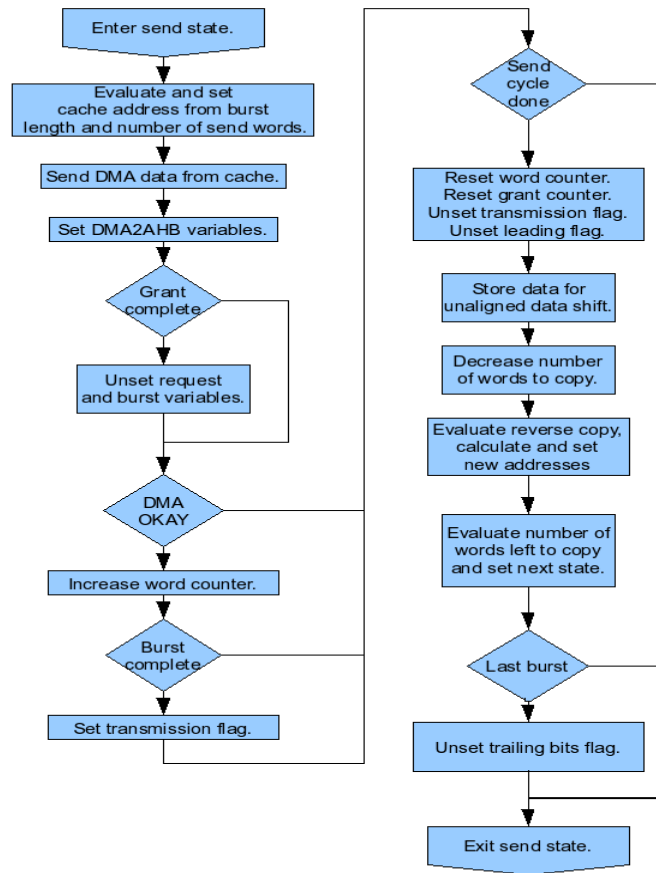 Enter send state.
Evaluate and set
cache address from burst
length and number of send words.
Send DMA data from cache.
Set DMA2AHB variables.
Grant
complete
Unset request
and burst variables.
DMA
OKAY
Increase word counter.
Burst
complete
Set transmission flag.
Send
cycle
done
Reset word counter.
Reset grant counter.
Unset transmission flag.
Unset leading flag.
Store data for
unaligned data shift.
Decrease number
of words to copy.
Evaluate reverse copy,
calculate and set
new addresses
Evaluate number of
words left to copy
and set next state.
Last burst
Unset trailing bits flag.
Exit send state.